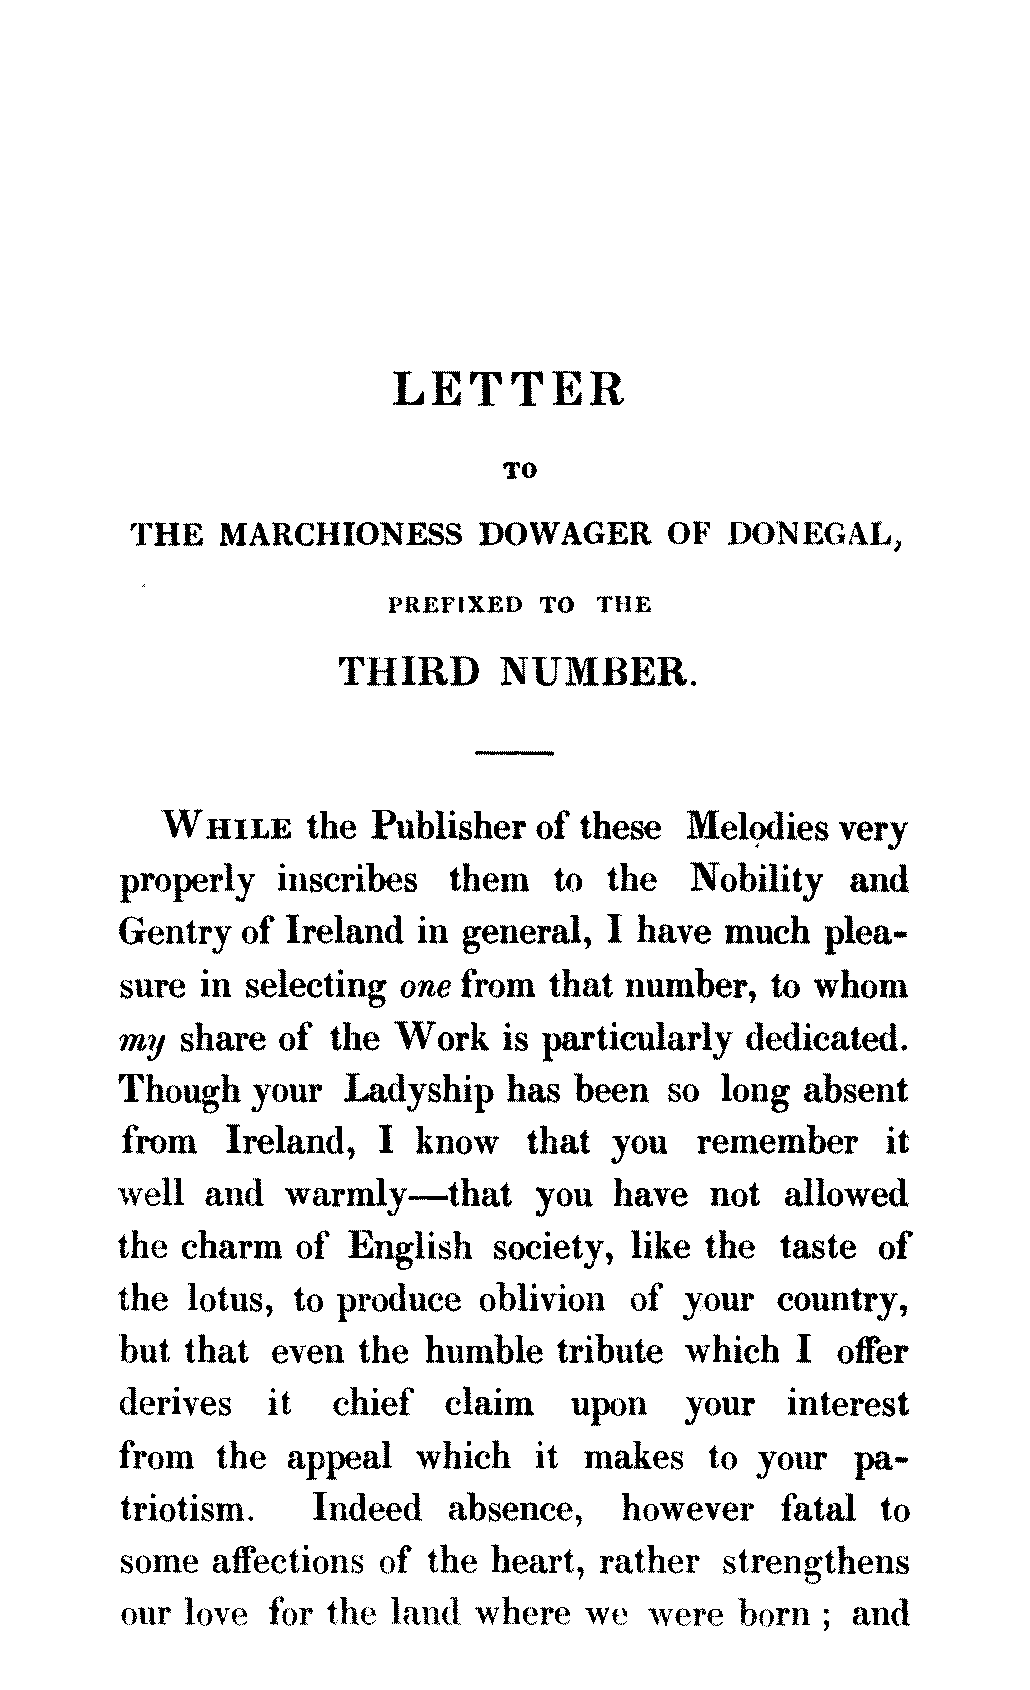 LETTER
TO
THE MARCHIONESS DOWAGER OF DONEGAL,
PREFIXED TO THE
THIRD NUMBER.
WHILE the Publisher of these Melodies very
properly inscribes them to the Nobility and
Gentry of Ireland in general, I have much plea-
sure in selecting one from that number, to whom
my share of the Work is particularly dedicated.
Though your Ladyship has been so long absent
from Ireland, I know that you remember it
well and warmly—that you have not allowed
the charm of English society, like the taste of
the lotus, to produce oblivion of your country,
but that even the humble tribute which I offer
derives it chief claim upon your interest
from the appeal which it makes to your pa-
triotism. Indeed absence, however fatal to
some affections of the heart, rather strengthens
our love for the land where we were born ; and